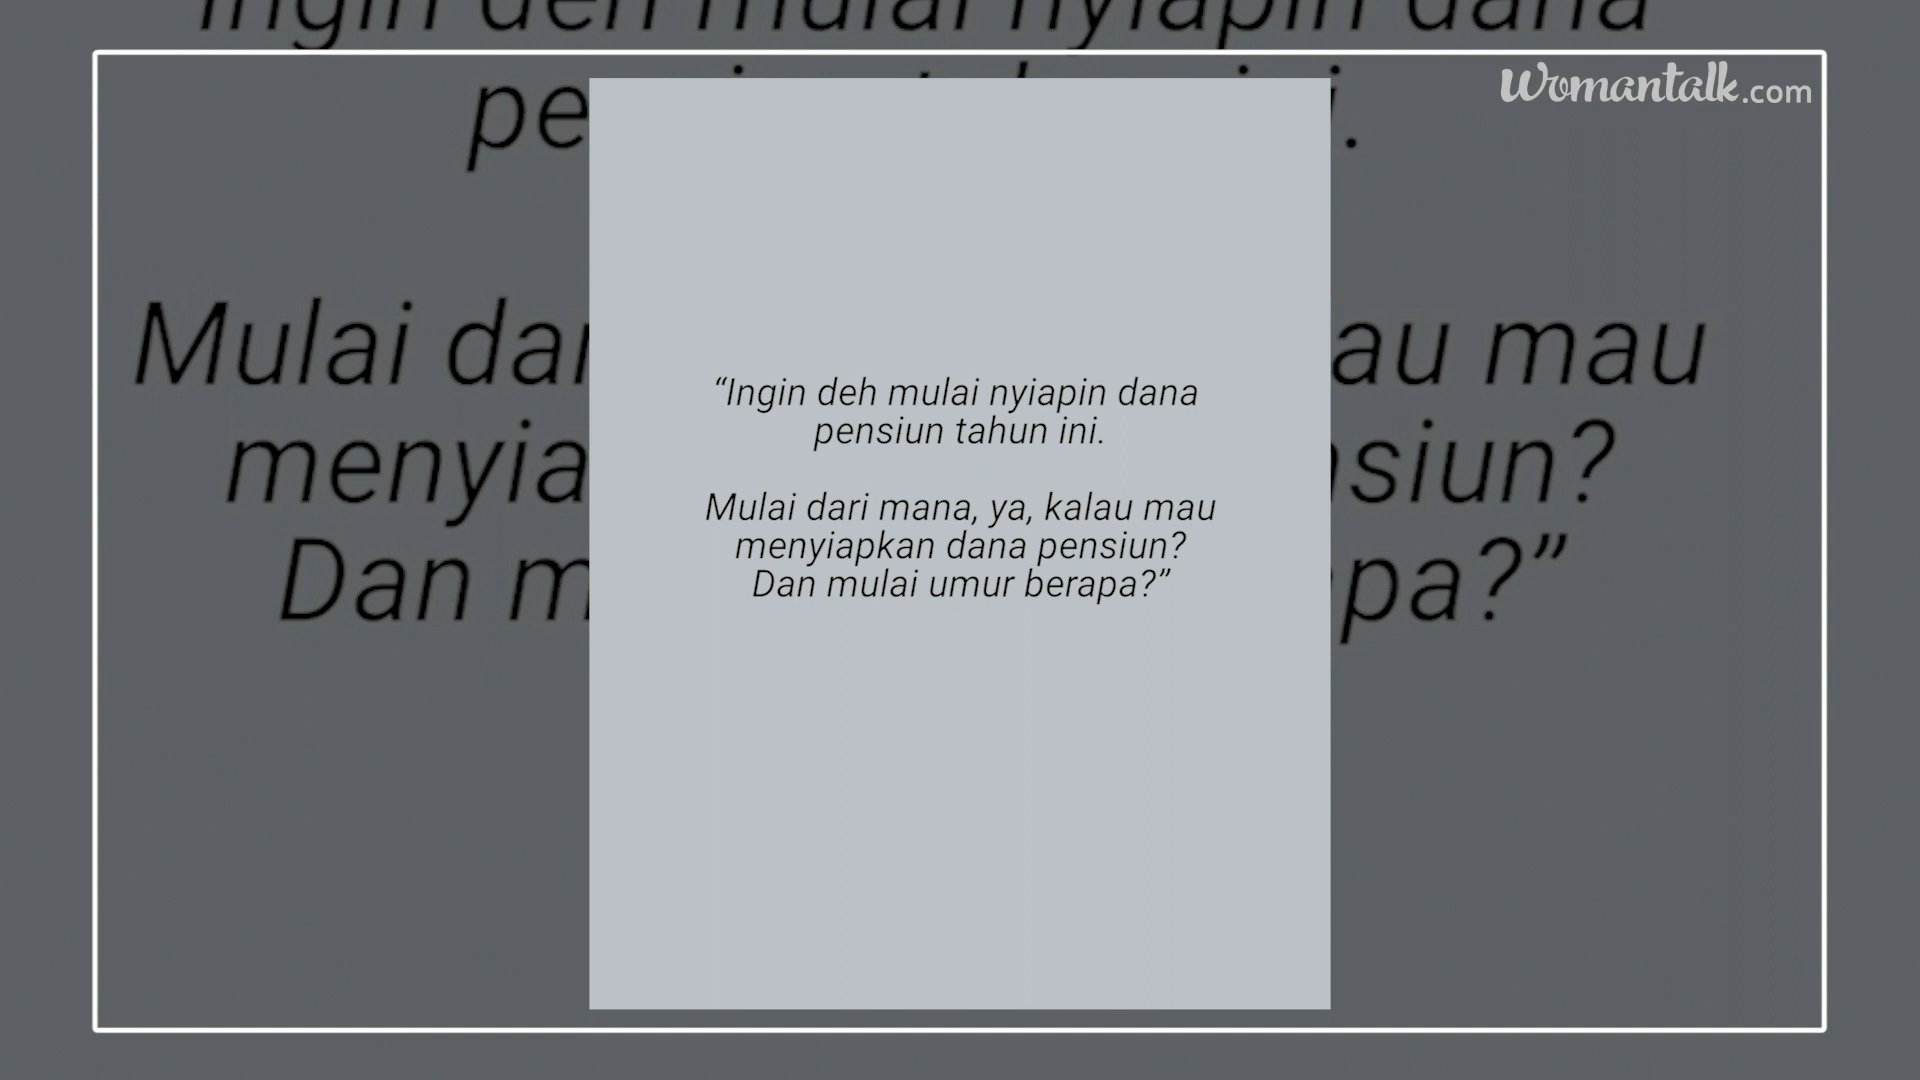 Womantalk.com
“Ingin deh mulai nyiapin dana
pensiun tahun ini.
Mulai dari mana, ya, kalau mau
menyiapkan dana pensiun?
Dan mulai umur berapa?”